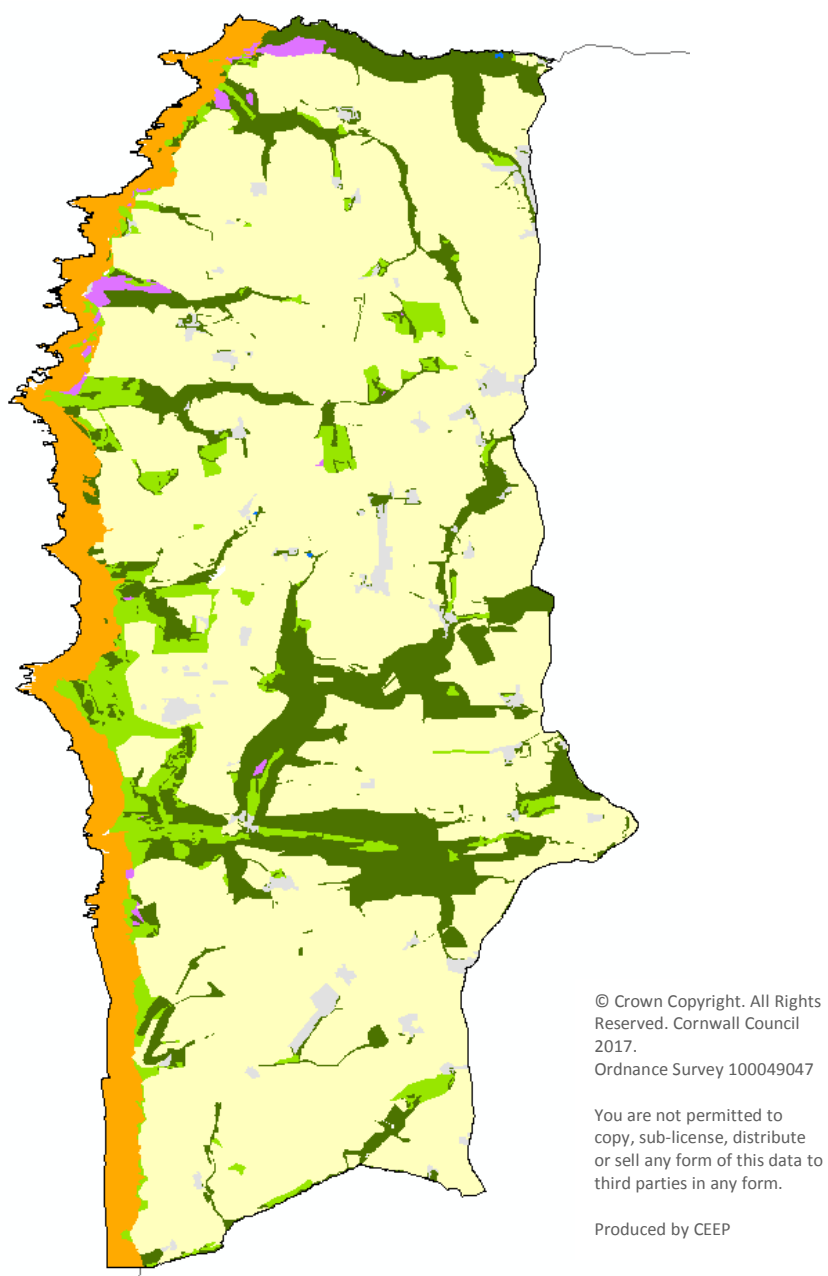 © Crown Copyright. All Rights
Reserved. Cornwall Council
2017.
Ordnance Survey 100049047
You are not permitted to
copy, sub-license, distribute
or sell any form of this data to
third parties in any form.
Produced by CEEP